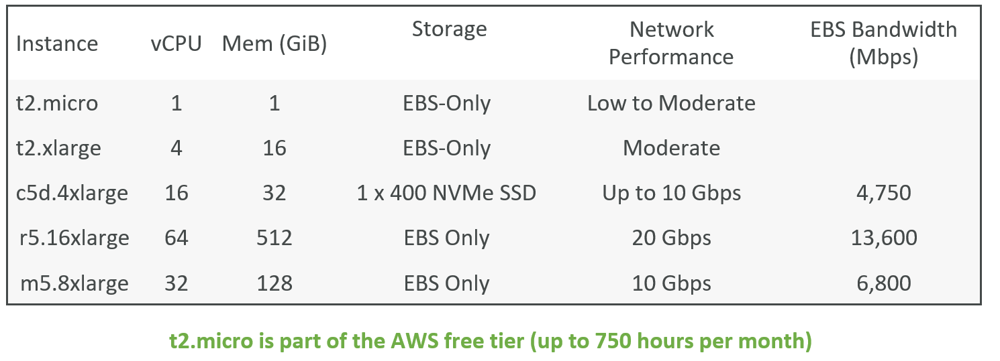 Instance vCPU Mem (GiB) Storage Network Performance EBS Bandwidth (Mbps)
t2.micro 1 1 EBS-Only Low to Moderate
t2.xlarge 4 16 EBS-Only Moderate
c5d.4xlarge 16 32 1 x 400 NVMe SSD Up to 10 Gbps 4,750
r5.16xlarge 64 512 EBS Only 20 Gbps 13,600
m5.8xlarge 32 128 EBS Only 10 Gbps 6,800
t2.micro is part of the AWS free tier (up to 750 hours per month)